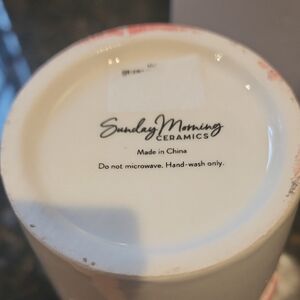 Sunday Morning
CERAMICS
Made in China
Do not microwave. Hand-wash only.